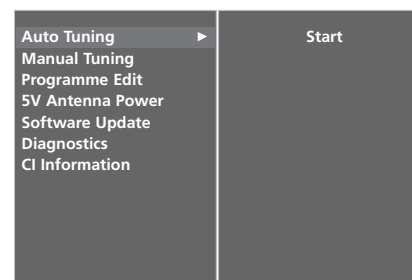 Auto Tuning ►
Start
Manual Tuning
Programme Edit
5V Antenna Power
Software Update
Diagnostics
CI Information